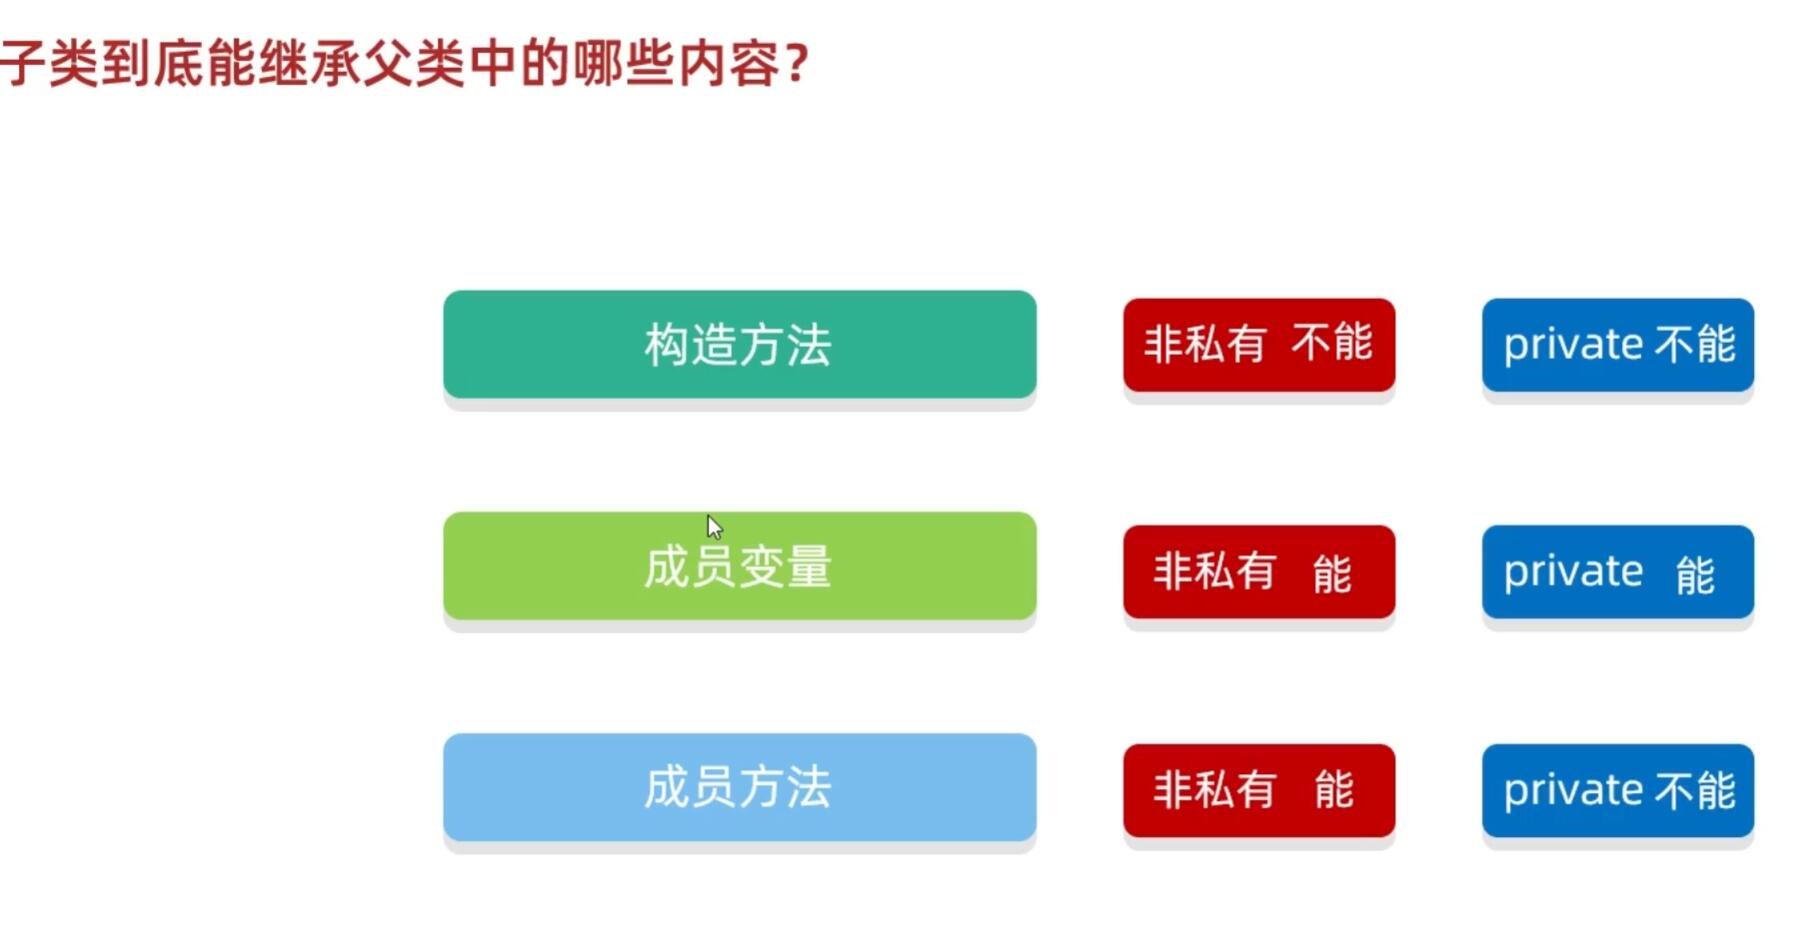 子类到底能继承父类中的哪些内容？
构造方法 非私有 不能 private 不能
成员变量 非私有 能 private 能
成员方法 非私有 能 private 不能